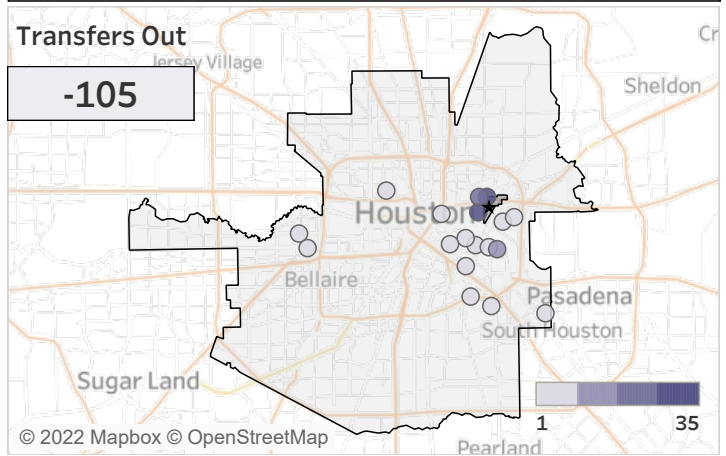 Transfers Out
-105
Jersey Village
Cr
Sheldon
Houston
Bellaire
Pasadena
South Houston
Sugar Land
1
35
© 2022 Mapbox © OpenStreetMap
Pearland